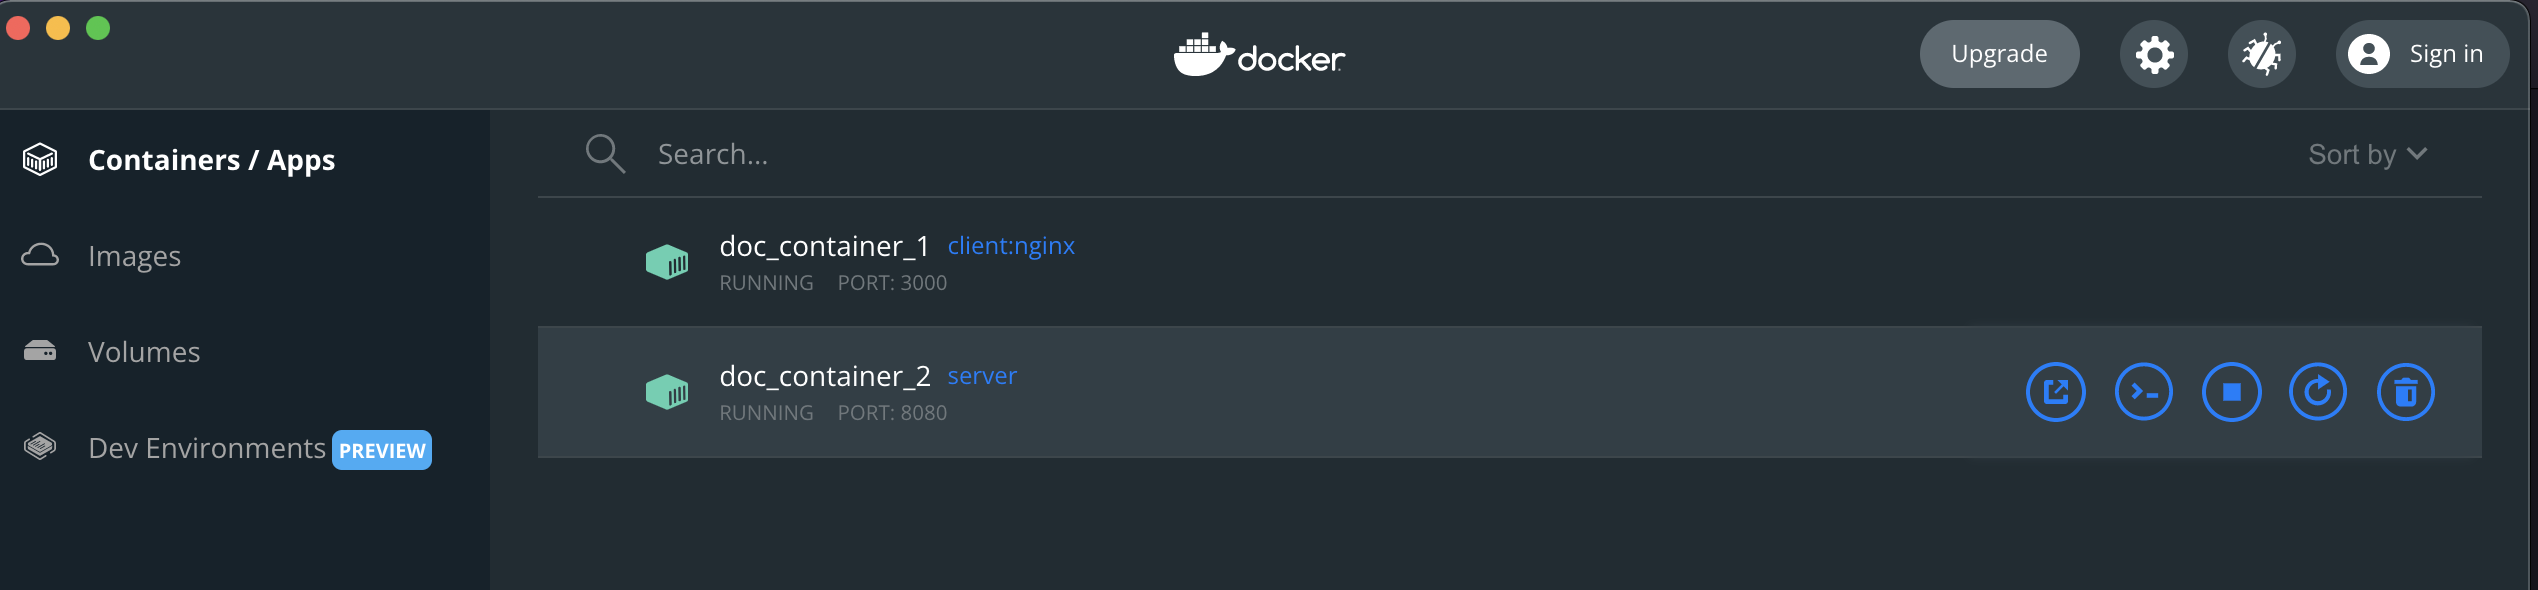 docker
Upgrade
Sign in
Containers / Apps
Images
Volumes
Dev Environments PREVIEW
Search...
Sort by
doc_container_1 client:nginx
RUNNING PORT: 3000
doc_container_2 server
RUNNING PORT: 8080